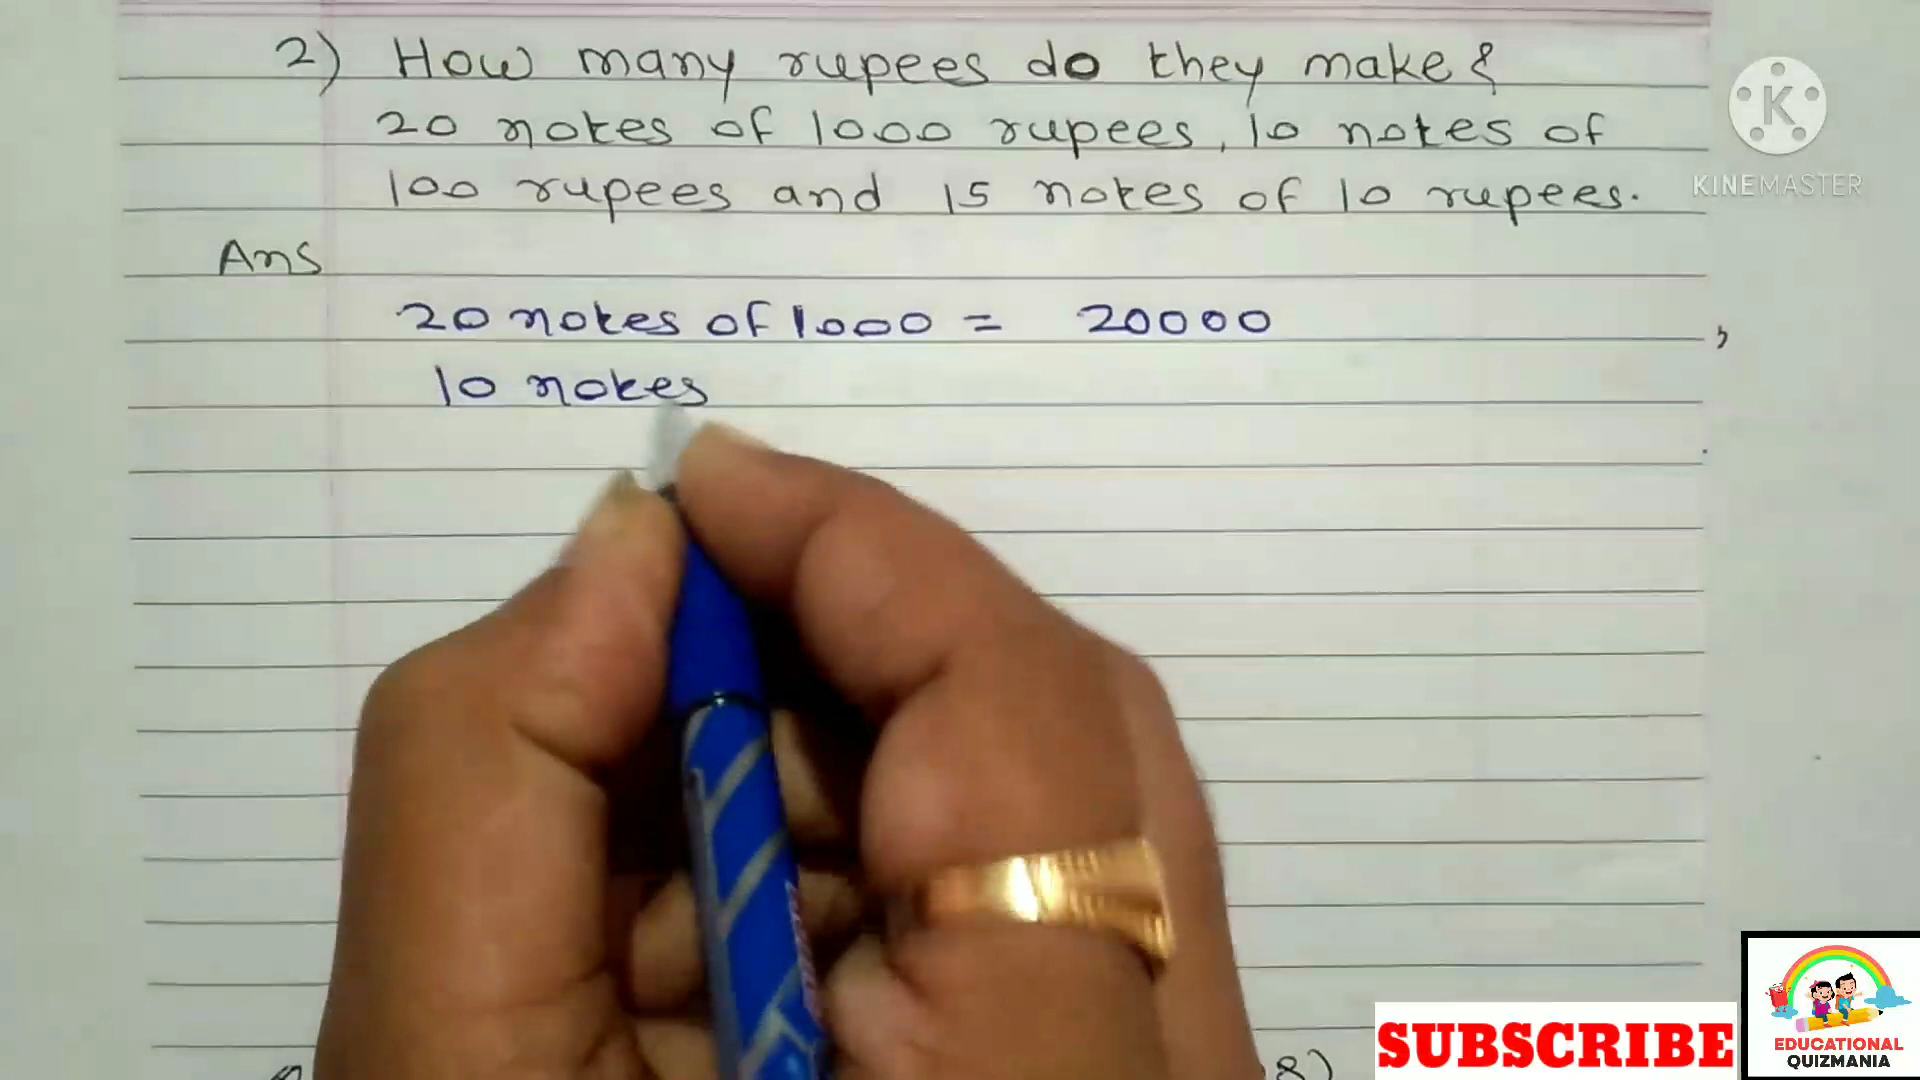 2) How many rupees do they make &
20 notes of 1000 rupees, 10 notes of
100 rupees and 15 notes of 10 rupees.
Ans
20 notes of 1000 = 20000
10 notes
KINEMASTER
SUBSCRIBE
EDUCATIONAL
QUIZMANIA
8)